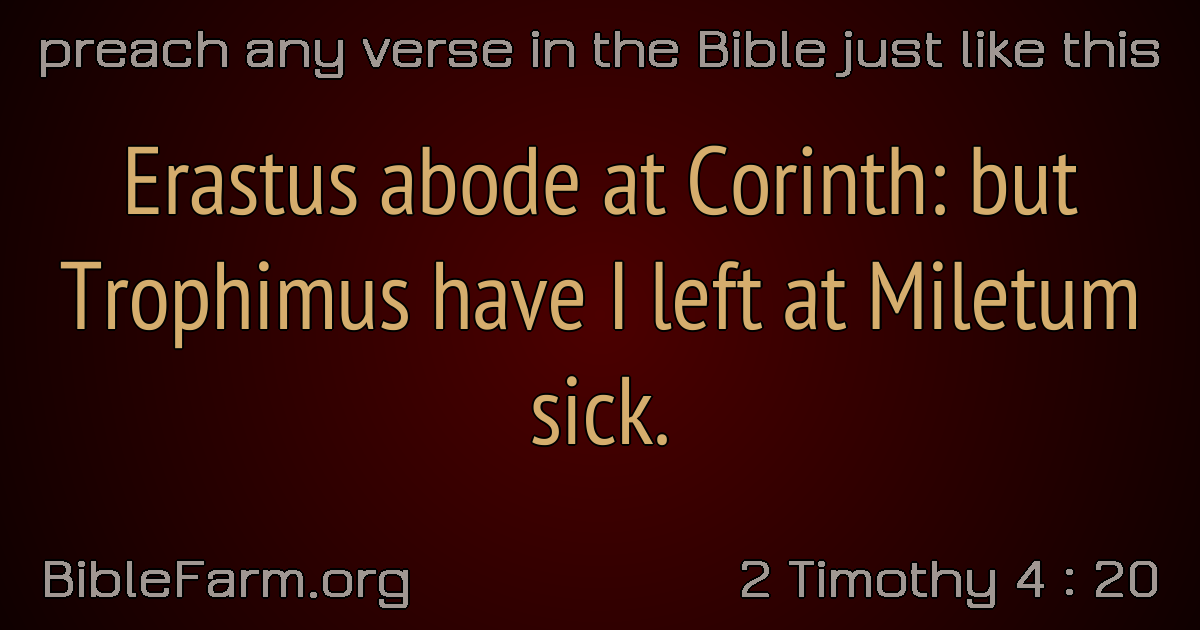 preach any verse in the Bible just like this
Erastus abode at Corinth: but
Trophimus have I left at Miletum
sick.
BibleFarm.org
2 Timothy 4 : 20